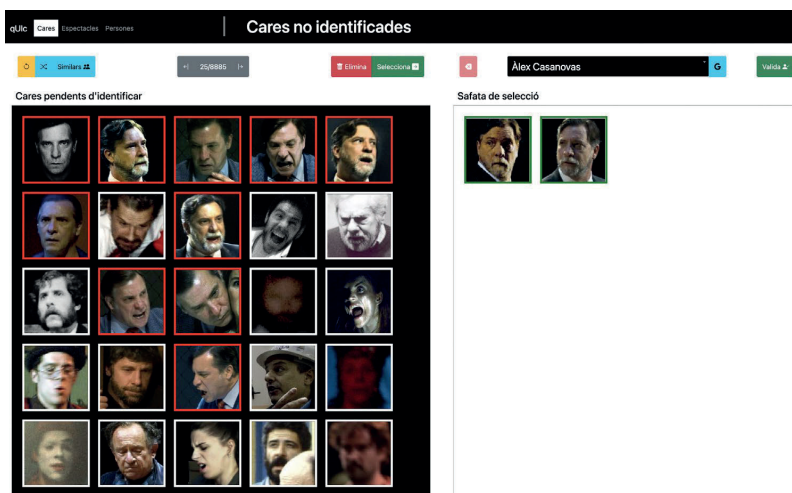 qUIc Cares Espectacles Persones Cares no identificades
Similars 25/8885 Elimina Selecciona Àlex Casanovas G Valida
Cares pendents d'identificar Safata de selecció